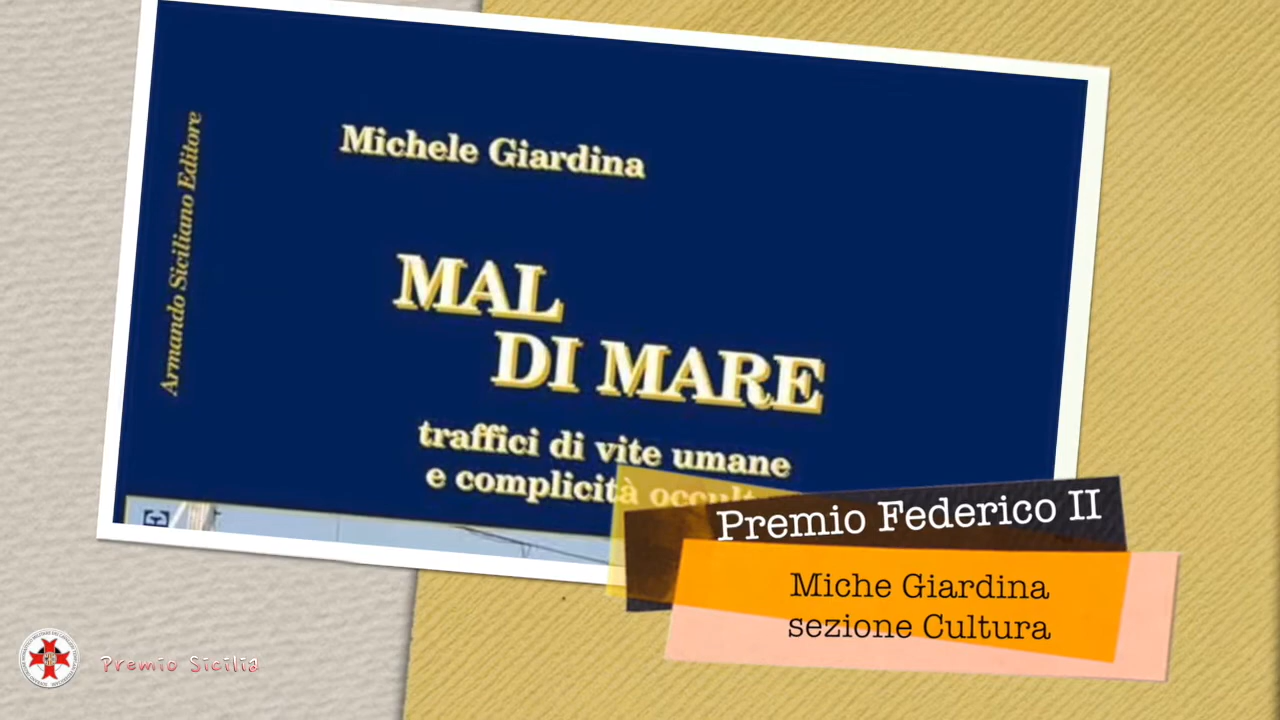 Armando Siciliano Editore
Michele Giardina
MAL
DI MARE
traffici di vite umane
e complicità occult
Premio Federico II
Miche Giardina
sezione Cultura
Premio Sicilia